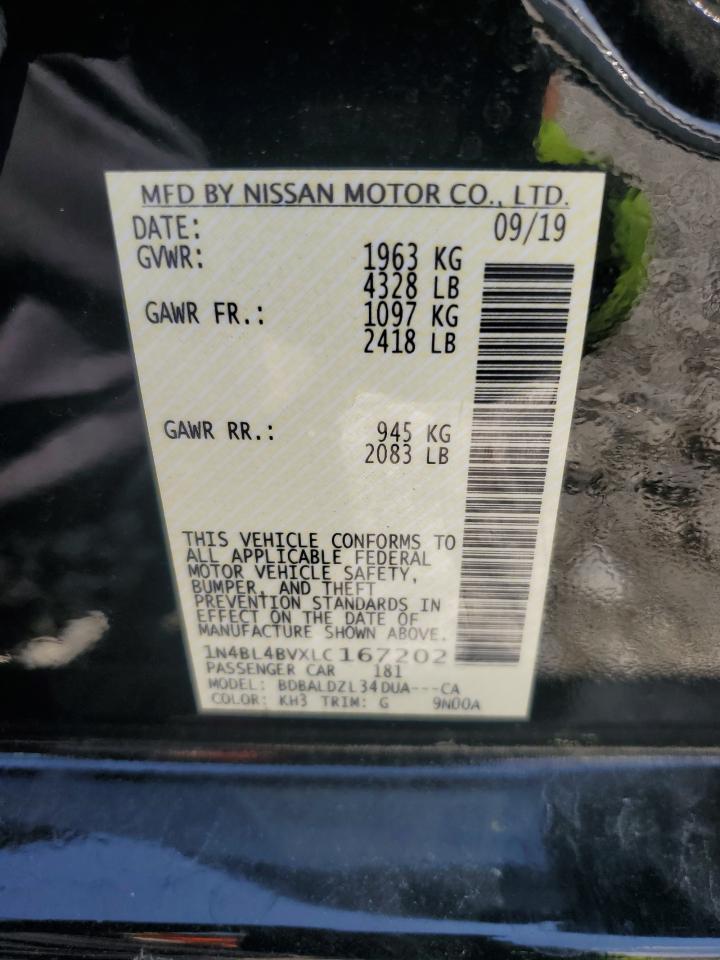 MFD BY NISSAN MOTOR CO., LTD.
DATE: 09/19
GVWR: 1963 KG
4328 LB
GAWR FR.: 1097 KG
2418 LB
GAWR RR.: 945 KG
2083 LB
THIS VEHICLE CONFORMS TO
ALL APPLICABLE FEDERAL
MOTOR VEHICLE SAFETY,
BUMPER, AND THEFT
PREVENTION STANDARDS IN
EFFECT ON THE DATE OF
MANUFACTURE SHOWN ABOVE.
1N4BL4BVXLC167202
PASSENGER CAR 181
MODEL: BDBALDZL34DUA---CA
COLOR: KH3 TRIM: G 9N00A